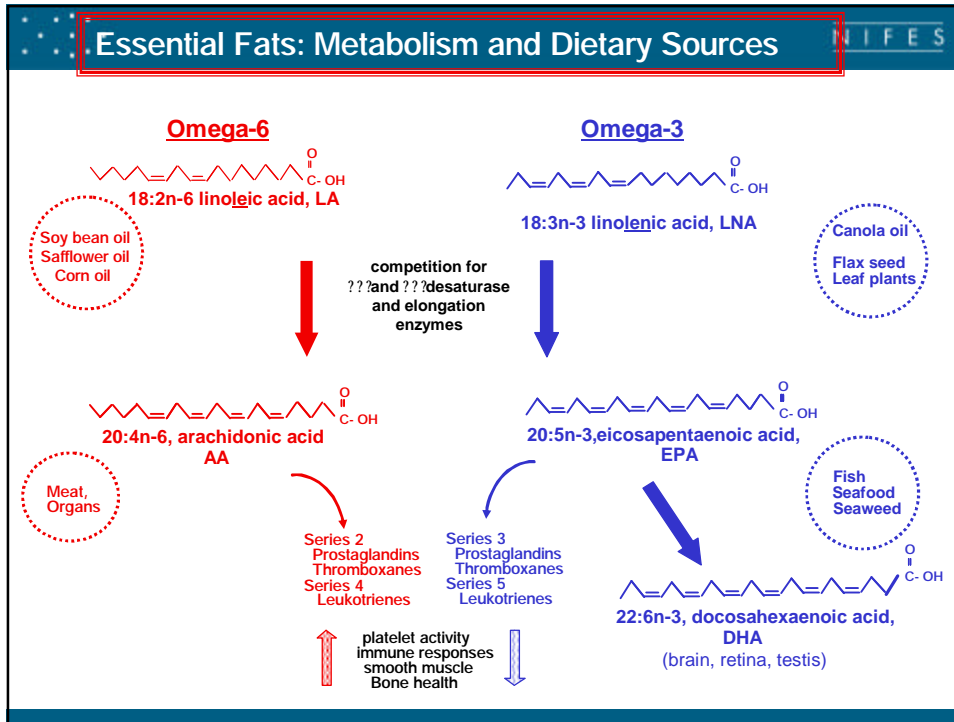 Essential Fats: Metabolism and Dietary Sources
NIFES
Omega-6
Omega-3
O
C- OH
18:2n-6 linoleic acid, LA
O
C- OH
18:3n-3 linolenic acid, LNA
Soy bean oil
Safflower oil
Corn oil
competition for
???and ???desaturase
and elongation
enzymes
Canola oil
Flax seed
Leaf plants
O
C- OH
20:4n-6, arachidonic acid
AA
O
C- OH
20:5n-3,eicosapentaenoic acid,
EPA
Meat,
Organs
Fish
Seafood
Seaweed
Series 2
Prostaglandins
Thromboxanes
Series 4
Leukotrienes
Series 3
Prostaglandins
Thromboxanes
Series 5
Leukotrienes
O
C- OH
22:6n-3, docosahexaenoic acid,
DHA
(brain, retina, testis)
platelet activity
immune responses
smooth muscle
Bone health